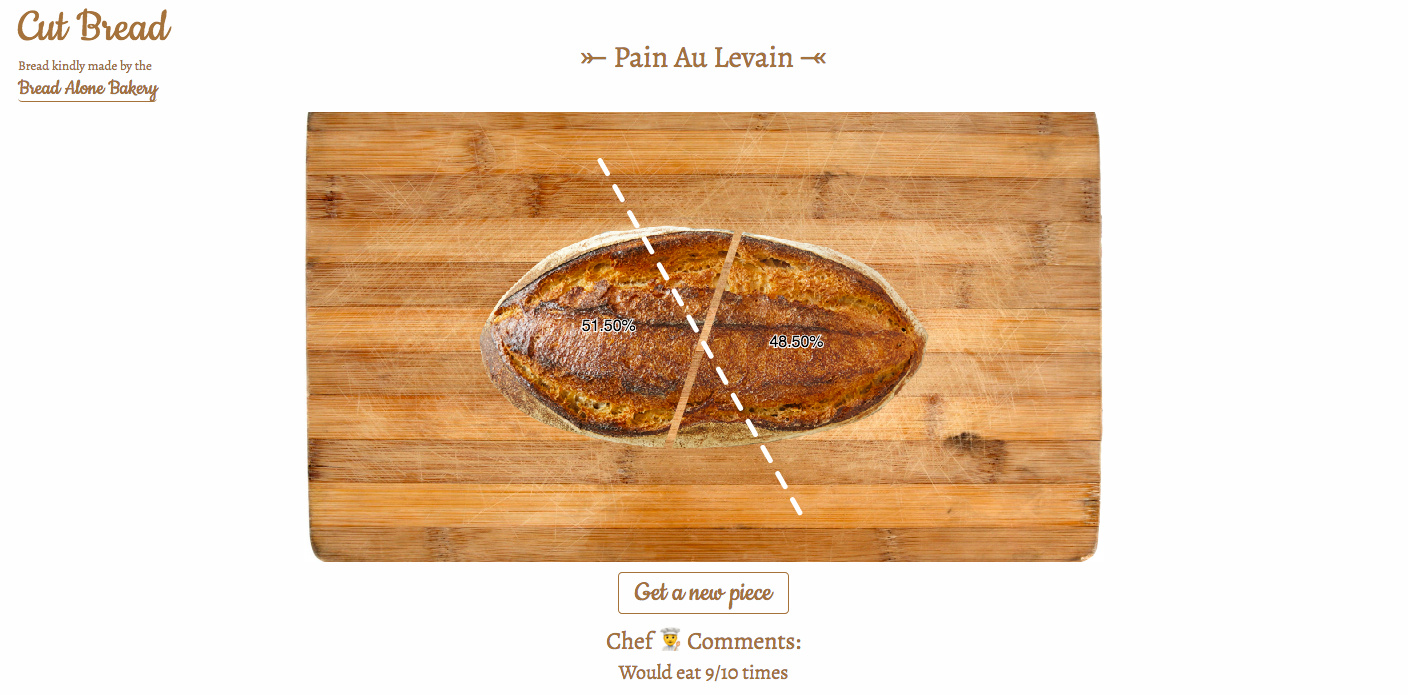 Cut Bread
Bread kindly made by the
Bread Alone Bakery
Pain Au Levain
51.50%
48.50%
Get a new piece
Chef 👨‍🍳 Comments:
Would eat 9/10 times